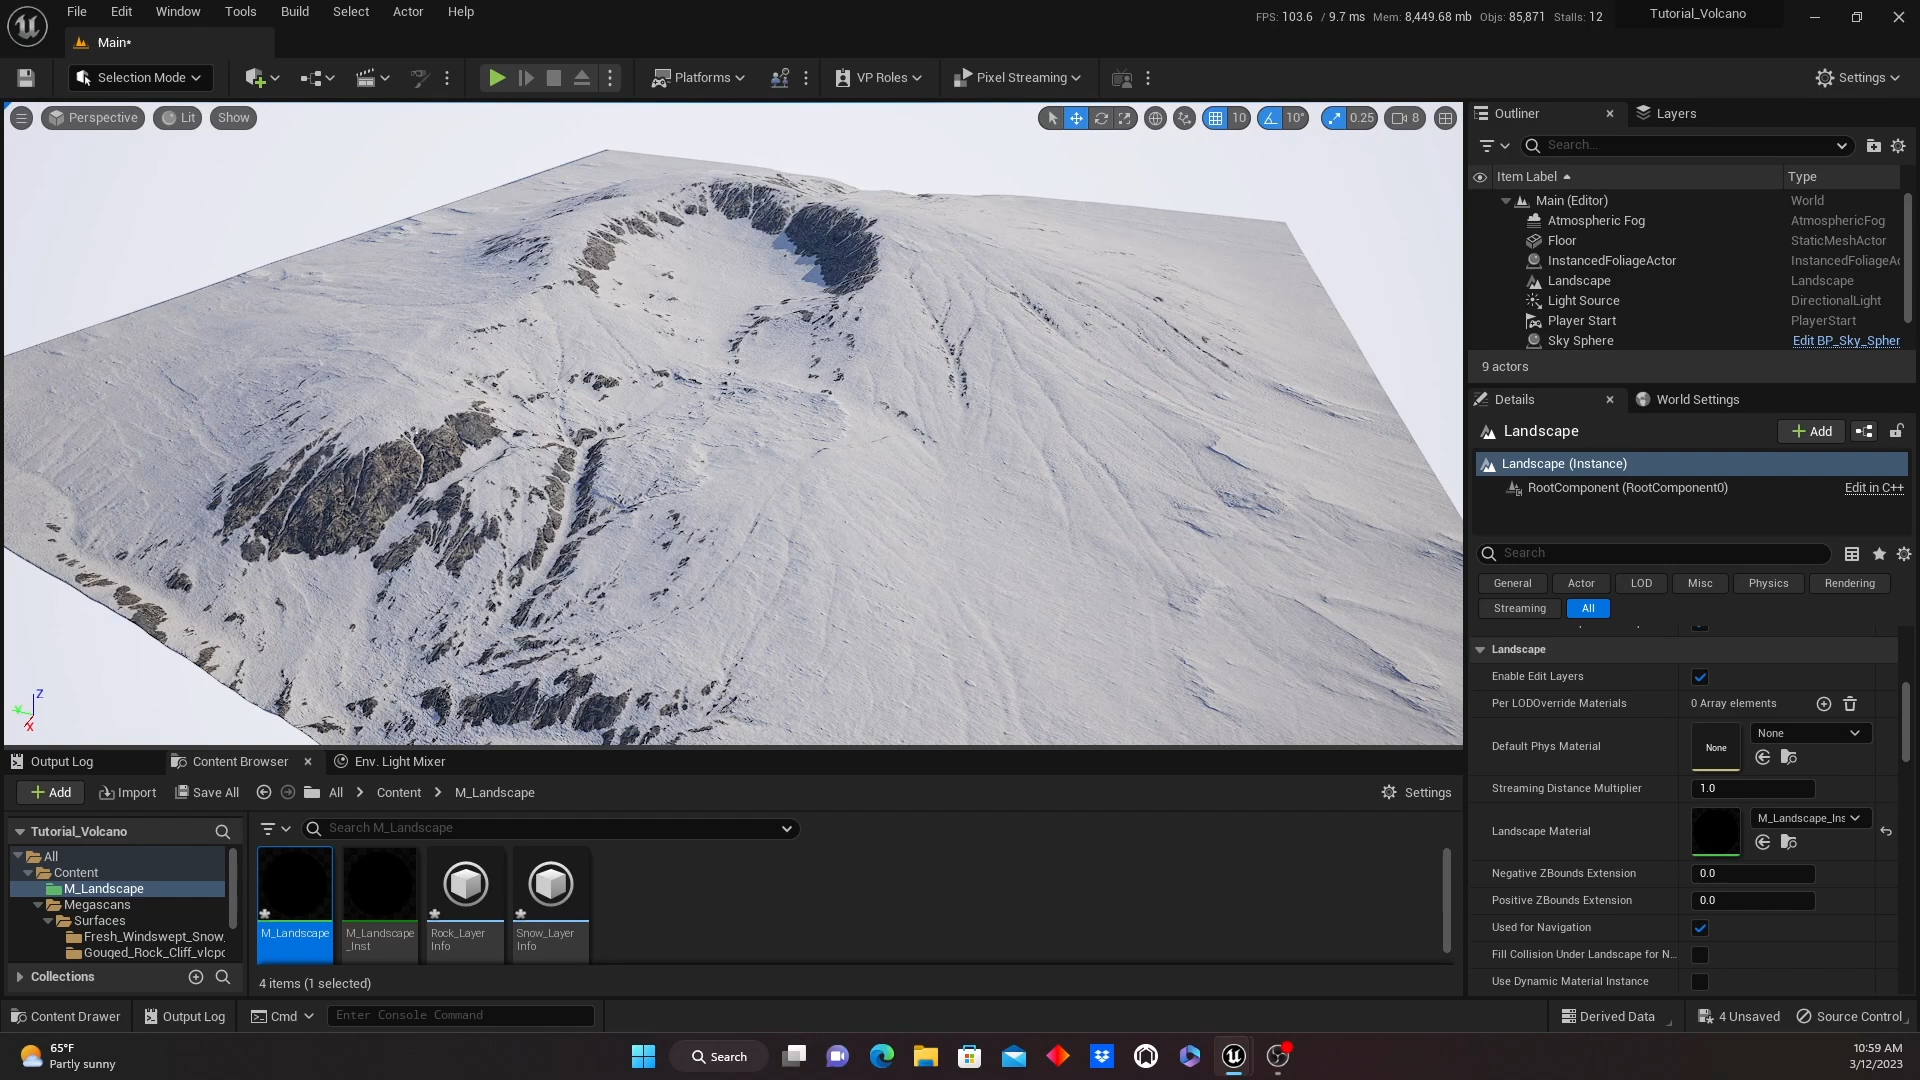 File Edit Window Tools Build Select Actor Help
FPS: 103.6 / 9.7 ms Mem: 8,449.68 mb Objs: 85,871 Stalls: 12
Tutorial_Volcano
Main*
Selection Mode
Platforms
VP Roles
Pixel Streaming
Settings
Perspective
Lit
Show
10
10°
0.25
8
Outliner
Layers
Search...
Item Label
Type
Main (Editor) World
Atmospheric Fog AtmosphericFog
Floor StaticMeshActor
InstancedFoliageActor InstancedFoliageAc
Landscape Landscape
Light Source DirectionalLight
Player Start PlayerStart
Sky Sphere Edit BP_Sky_Spher
9 actors
Details
World Settings
Landscape
Add
Landscape (Instance)
RootComponent (RootComponent0) Edit in C++
Search
General Actor LOD Misc Physics Rendering
Streaming All
Landscape
Enable Edit Layers
Per LODOverride Materials 0 Array elements
Default Phys Material None None
Streaming Distance Multiplier 1.0
Landscape Material M_Landscape_Ins
Negative ZBounds Extension 0.0
Positive ZBounds Extension 0.0
Used for Navigation
Fill Collision Under Landscape for N...
Use Dynamic Material Instance
Z
Y
X
Output Log
Content Browser
Env. Light Mixer
Add
Import
Save All
All
Content
M_Landscape
Settings
Tutorial_Volcano
All
Content
M_Landscape
Megascans
Surfaces
Fresh_Windswept_Snow_
Gouged_Rock_Cliff_vlcpc
Collections
Search M_Landscape
M_Landscape
M_Landscape
_Inst
Rock_Layer
Info
Snow_Layer
Info
4 items (1 selected)
Content Drawer
Output Log
Cmd
Enter Console Command
Derived Data
4 Unsaved
Source Control
65°F
Partly sunny
Search
10:59 AM
3/12/2023